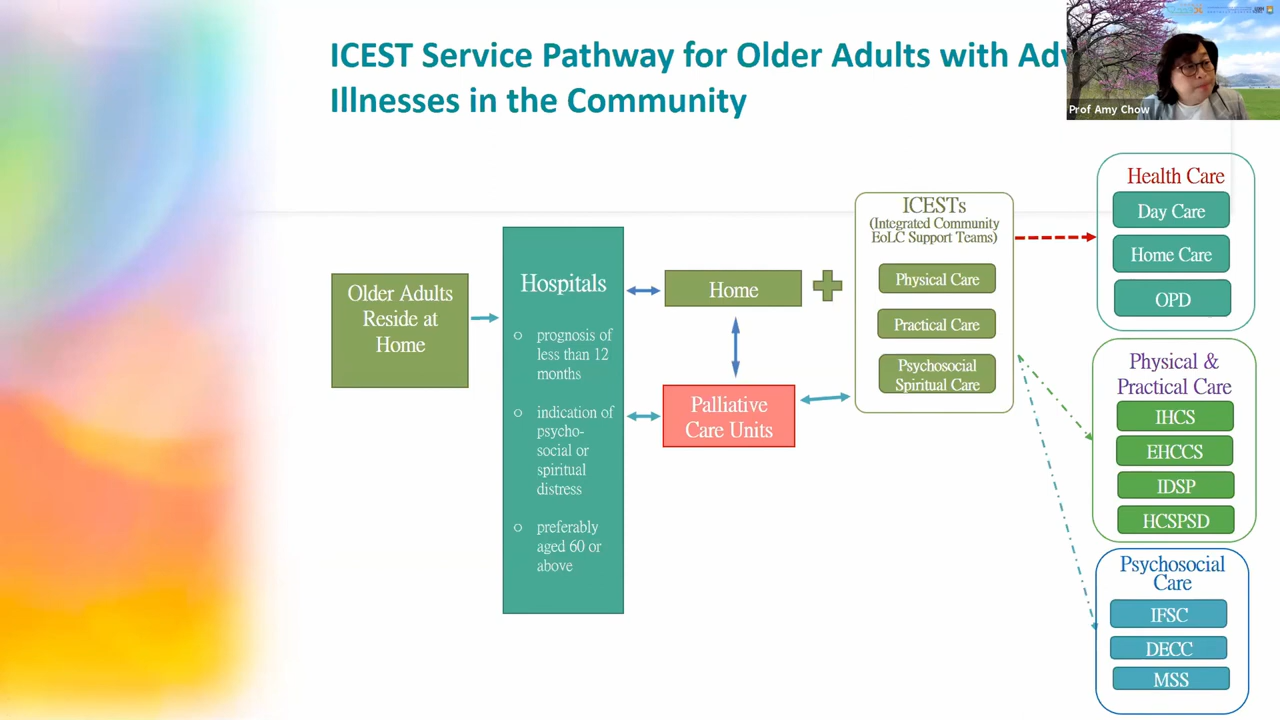 ICEST Service Pathway for Older Adults with
Illnesses in the Community
Prof Amy Chow
Older Adults
Reside at
Home
Hospitals
○ prognosis of
less than 12
months
○ indication of
psycho-
social or
spiritual
distress
○ preferably
aged 60 or
above
Home
Palliative
Care Units
ICESTs
(Integrated Community
EoLC Support Teams)
Physical Care
Practical Care
Psychosocial
Spiritual Care
Health Care
Day Care
Home Care
OPD
Physical &
Practical Care
IHCS
EHCCS
IDSP
HCSPSD
Psychosocial
Care
IFSC
DECC
MSS